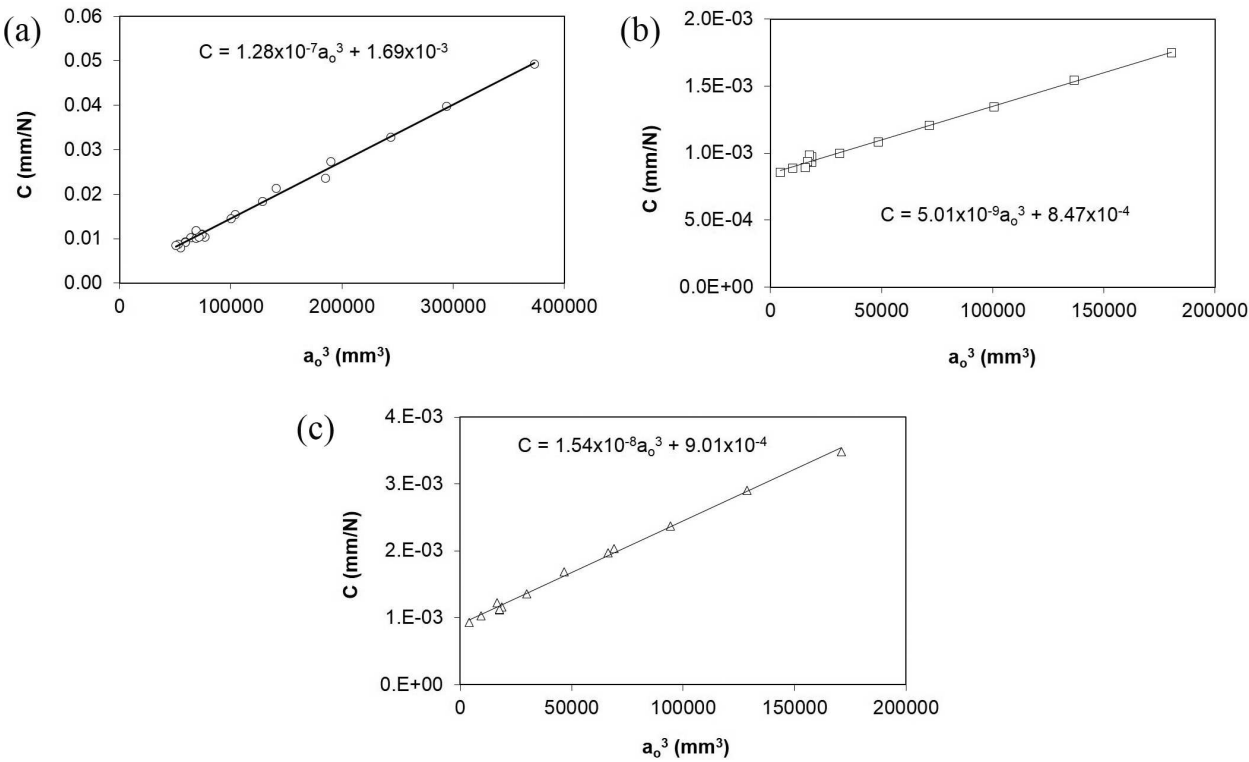 (a)
0.06
0.05
0.04
0.03
0.02
0.01
0.00
C (mm/N)
C = 1.28x10⁻⁷aₒ³ + 1.69x10⁻³
0 100000 200000 300000 400000
aₒ³ (mm³)
(b)
2.0E-03
1.5E-03
1.0E-03
5.0E-04
0.0E+00
C (mm/N)
C = 5.01x10⁻⁹aₒ³ + 8.47x10⁻⁴
0 50000 100000 150000 200000
aₒ³ (mm³)
(c)
4.E-03
3.E-03
2.E-03
1.E-03
0.E+00
C (mm/N)
C = 1.54x10⁻⁸aₒ³ + 9.01x10⁻⁴
0 50000 100000 150000 200000
aₒ³ (mm³)